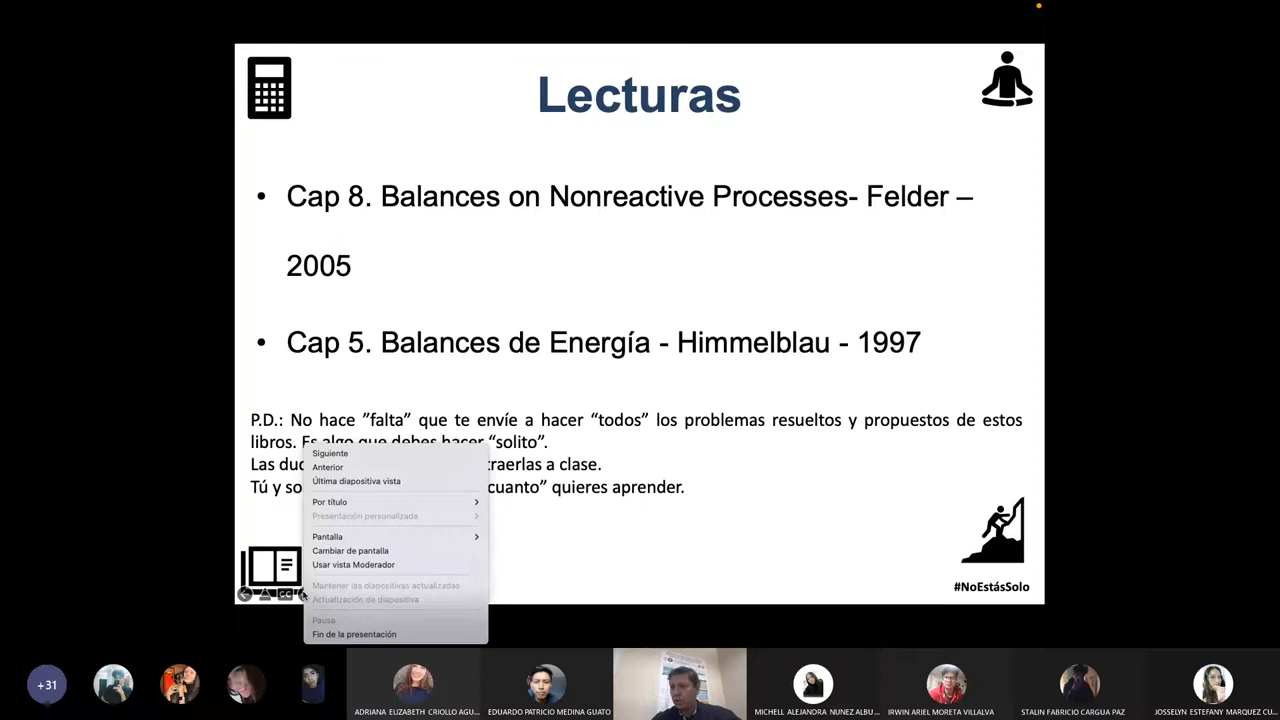 Lecturas
• Cap 8. Balances on Nonreactive Processes- Felder –
2005
• Cap 5. Balances de Energía - Himmelblau - 1997
P.D.: No hace ”falta” que te envíe a hacer “todos” los problemas resueltos y propuestos de estos
libros. Es algo que debes hacer “solito”.
Las traerlas a clase.
Tú y cuanto” quieres aprender.
Siguiente
Anterior
Última diapositiva vista
Por título
Presentación personalizada
Pantalla
Cambiar de pantalla
Usar vista Moderador
Mantener las diapositivas actualizadas
Actualización de diapositiva
Pausa
Fin de la presentación
#NoEstásSolo
CC
+31
ADRIANA ELIZABETH CRIOLLO AGU...
EDUARDO PATRICIO MEDINA GUATO
MICHELL ALEJANDRA NUNEZ ALBU...
IRWIN ARIEL MORETA VILLALVA
STALIN FABRICIO CARGUA PAZ
JOSSELYN ESTEFANY MARQUEZ CU...